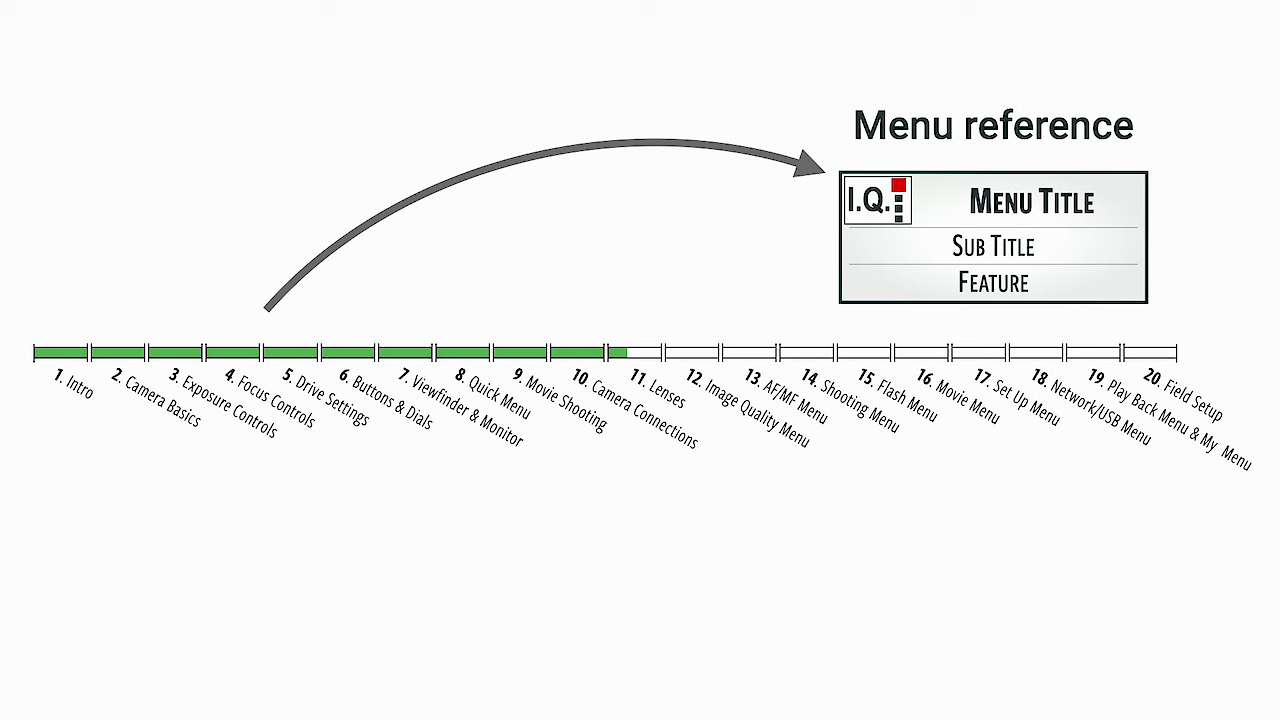 Menu reference
I.Q.
MENU TITLE
SUB TITLE
FEATURE
1. Intro
2. Camera Basics
3. Exposure Controls
4. Focus Controls
5. Drive Settings
6. Buttons & Dials
7. Viewfinder & Monitor
8. Quick Menu
9. Movie Shooting
10. Camera Connections
11. Lenses
12. Image Quality Menu
13. AF/MF Menu
14. Shooting Menu
15. Flash Menu
16. Movie Menu
17. Set Up Menu
18. Network/USB Menu
19. Play Back Menu & My Menu
20. Field Setup